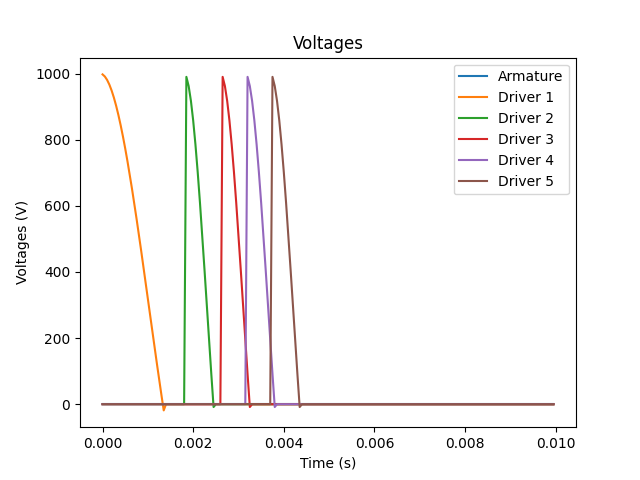 Voltages
Voltages (V)
1000
800
600
400
200
0
0.000
0.002
0.004
0.006
0.008
0.010
Time (s)
Armature
Driver 1
Driver 2
Driver 3
Driver 4
Driver 5